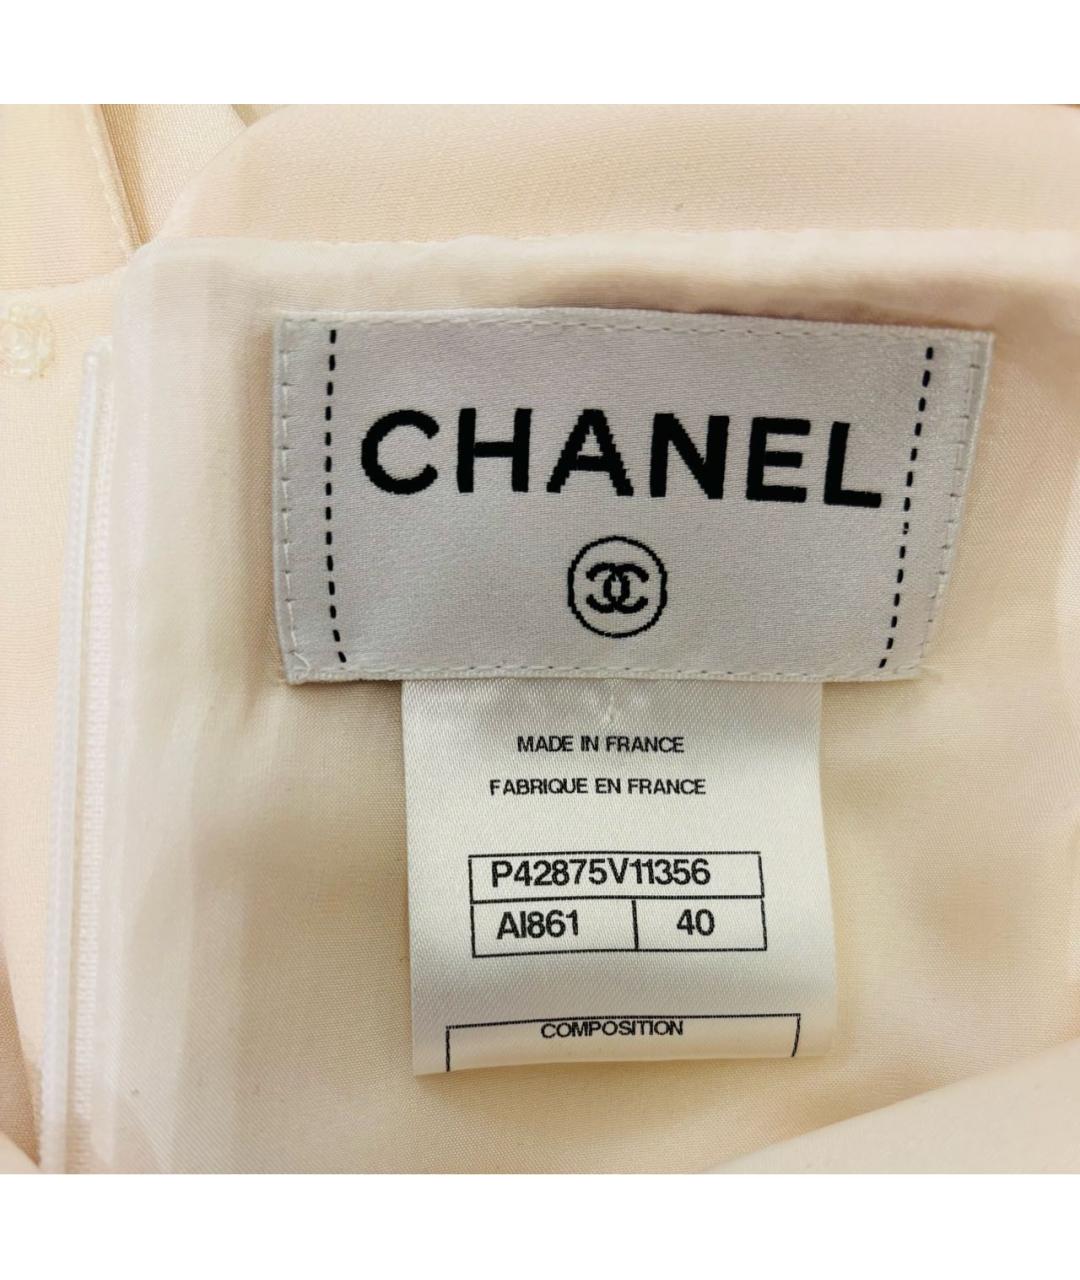 CHANEL
MADE IN FRANCE
FABRIQUE EN FRANCE
P42875V11356
AI861 40
COMPOSITION